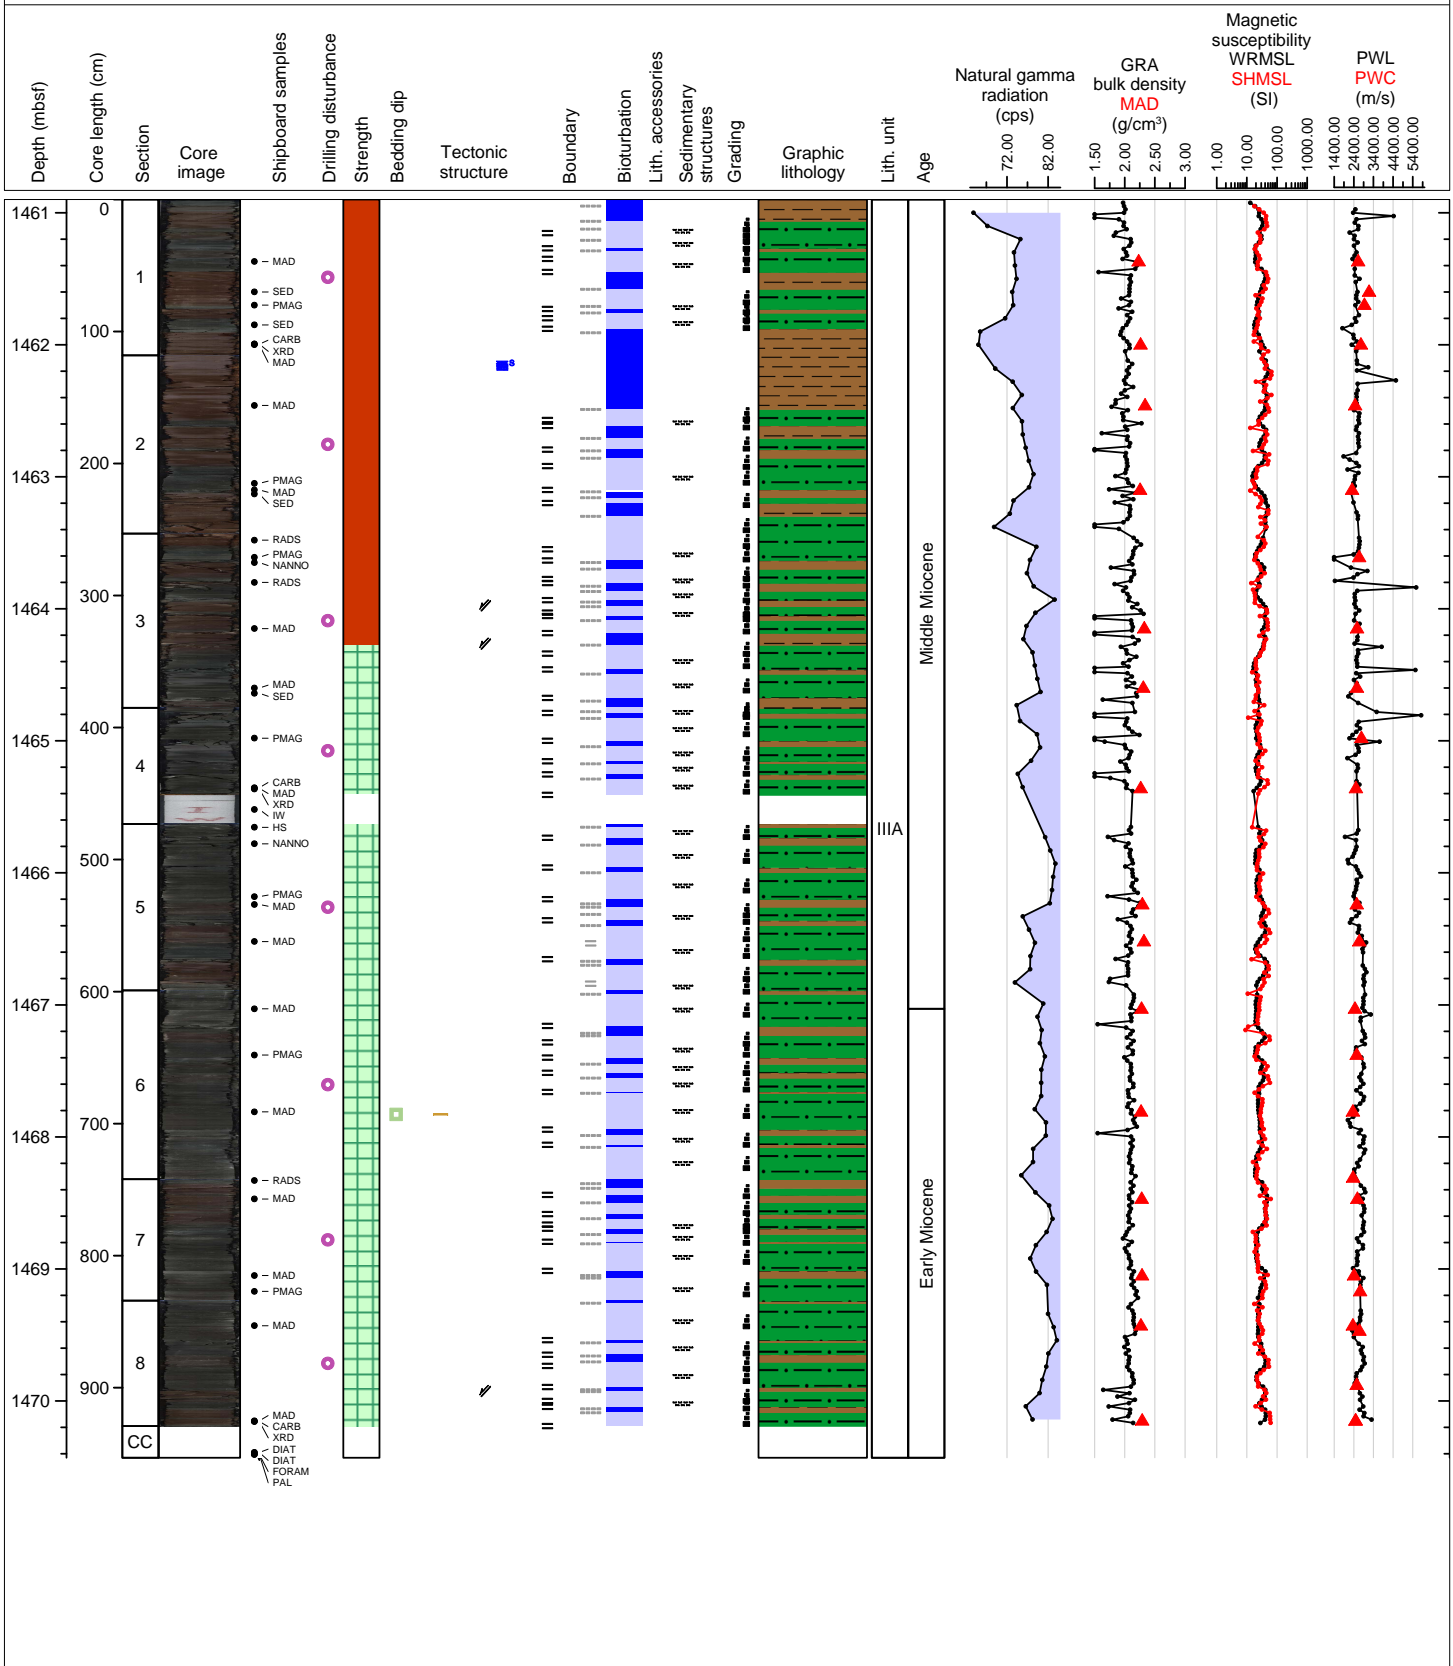 Depth (mbsf)
Core length (cm)
Section
Core
image
Shipboard samples
Drilling disturbance
Strength
Bedding dip
Tectonic
structure
Boundary
Bioturbation
Lith. accessories
Sedimentary
structures
Grading
Graphic
lithology
Lith. unit
Age
Natural gamma
radiation
(cps)
72.00
82.00
GRA
bulk density
MAD
(g/cm³)
1.50
2.00
2.50
3.00
Magnetic
susceptibility
WRMSL
SHMSL
(SI)
1.00
10.00
100.00
1000.00
PWL
PWC
(m/s)
1400.00
2400.00
3400.00
4400.00
5400.00
1461
1462
1463
1464
1465
1466
1467
1468
1469
1470
0
100
200
300
400
500
600
700
800
900
1
2
3
4
5
6
7
8
CC
MAD
SED
PMAG
SED
CARB
XRD
MAD
MAD
PMAG
MAD
SED
RADS
PMAG
NANNO
RADS
MAD
MAD
SED
PMAG
CARB
MAD
XRD
IW
HS
NANNO
PMAG
MAD
MAD
MAD
PMAG
MAD
RADS
MAD
MAD
PMAG
MAD
MAD
CARB
XRD
DIAT
DIAT
FORAM
PAL
s
IIIA
Middle Miocene
Early Miocene